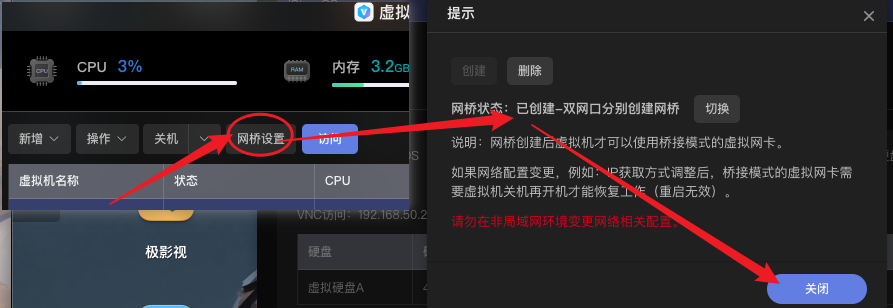 虚拟
CPU 3%
CPU
RAM
内存 3.2GB
新增
操作
关机
网桥设置
访问
虚拟机名称
状态
CPU
VNC访问：192.168.50.2
极影视
硬盘
虚拟硬盘A
提示
创建
删除
网桥状态：已创建-双网口分别创建网桥
切换
说明：网桥创建后虚拟机才可以使用桥接模式的虚拟网卡。
如果网络配置变更，例如：IP获取方式调整后，桥接模式的虚拟网卡需
要虚拟机关机再开机才能恢复工作（重启无效）。
请勿在非局域网环境变更网络相关配置。
关闭